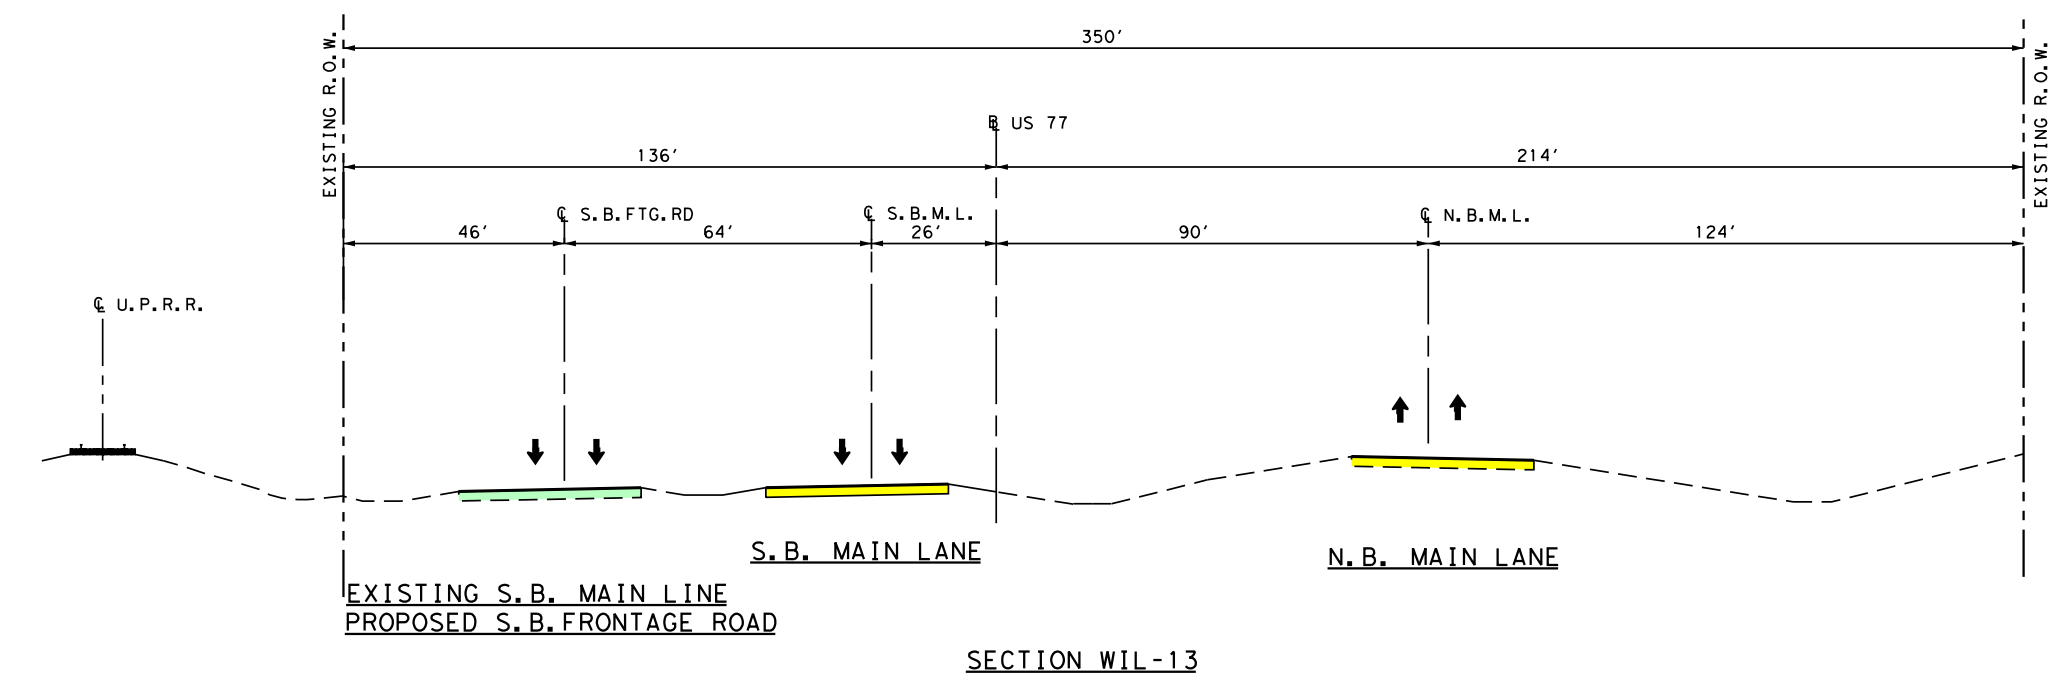 350'
EXISTING R.O.W.
EXISTING R.O.W.
℄ US 77
136'
214'
℄ S.B.FTG.RD
℄ S.B.M.L.
℄ N.B.M.L.
46'
64'
26'
90'
124'
℄ U.P.R.R.
S.B. MAIN LANE
N.B. MAIN LANE
EXISTING S.B. MAIN LINE
PROPOSED S.B.FRONTAGE ROAD
SECTION WIL-13